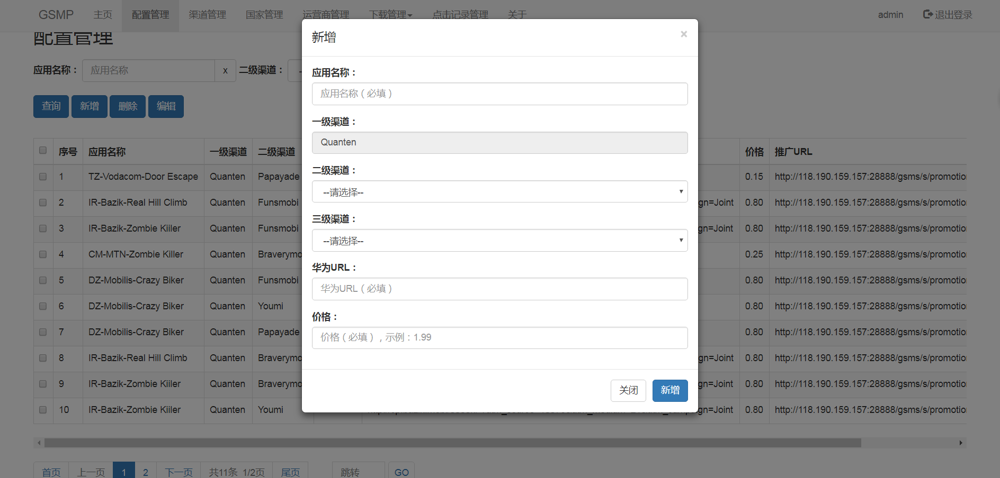 GSMP 主页 配置管理 渠道管理 国家管理 运营商管理 下载管理 点击记录管理 关于 admin 退出登录
配置管理
应用名称： 应用名称 x 二级渠道：
查询 新增 删除 编辑
序号 应用名称 一级渠道 二级渠道 价格 推广URL
1 TZ-Vodacom-Door Escape Quanten Papayade 0.15 http://118.190.159.157:28888/gsms/s/promotion
2 IR-Bazik-Real Hill Climb Quanten Funsmobi gn=Joint 0.80 http://118.190.159.157:28888/gsms/s/promotion
3 IR-Bazik-Zombie Kiiler Quanten Funsmobi gn=Joint 0.80 http://118.190.159.157:28888/gsms/s/promotion
4 CM-MTN-Zombie Killer Quanten Braverymo 0.25 http://118.190.159.157:28888/gsms/s/promotion
5 DZ-Mobilis-Crazy Biker Quanten Funsmobi 0.80 http://118.190.159.157:28888/gsms/s/promotion
6 DZ-Mobilis-Crazy Biker Quanten Youmi 0.80 http://118.190.159.157:28888/gsms/s/promotion
7 DZ-Mobilis-Crazy Biker Quanten Papayade 0.80 http://118.190.159.157:28888/gsms/s/promotion
8 IR-Bazik-Real Hill Climb Quanten Braverymo gn=Joint 0.80 http://118.190.159.157:28888/gsms/s/promotion
9 IR-Bazik-Zombie Kiiler Quanten Braverymo gn=Joint 0.80 http://118.190.159.157:28888/gsms/s/promotion
10 IR-Bazik-Zombie Kiiler Quanten Youmi gn=Joint 0.80 http://118.190.159.157:28888/gsms/s/promotion
首页 上一页 1 2 下一页 共11条 1/2页 尾页 跳转 GO
新增 ×
应用名称：
应用名称（必填）
一级渠道：
Quanten
二级渠道：
--请选择--
三级渠道：
--请选择--
华为URL：
华为URL（必填）
价格：
价格（必填），示例：1.99
关闭 新增